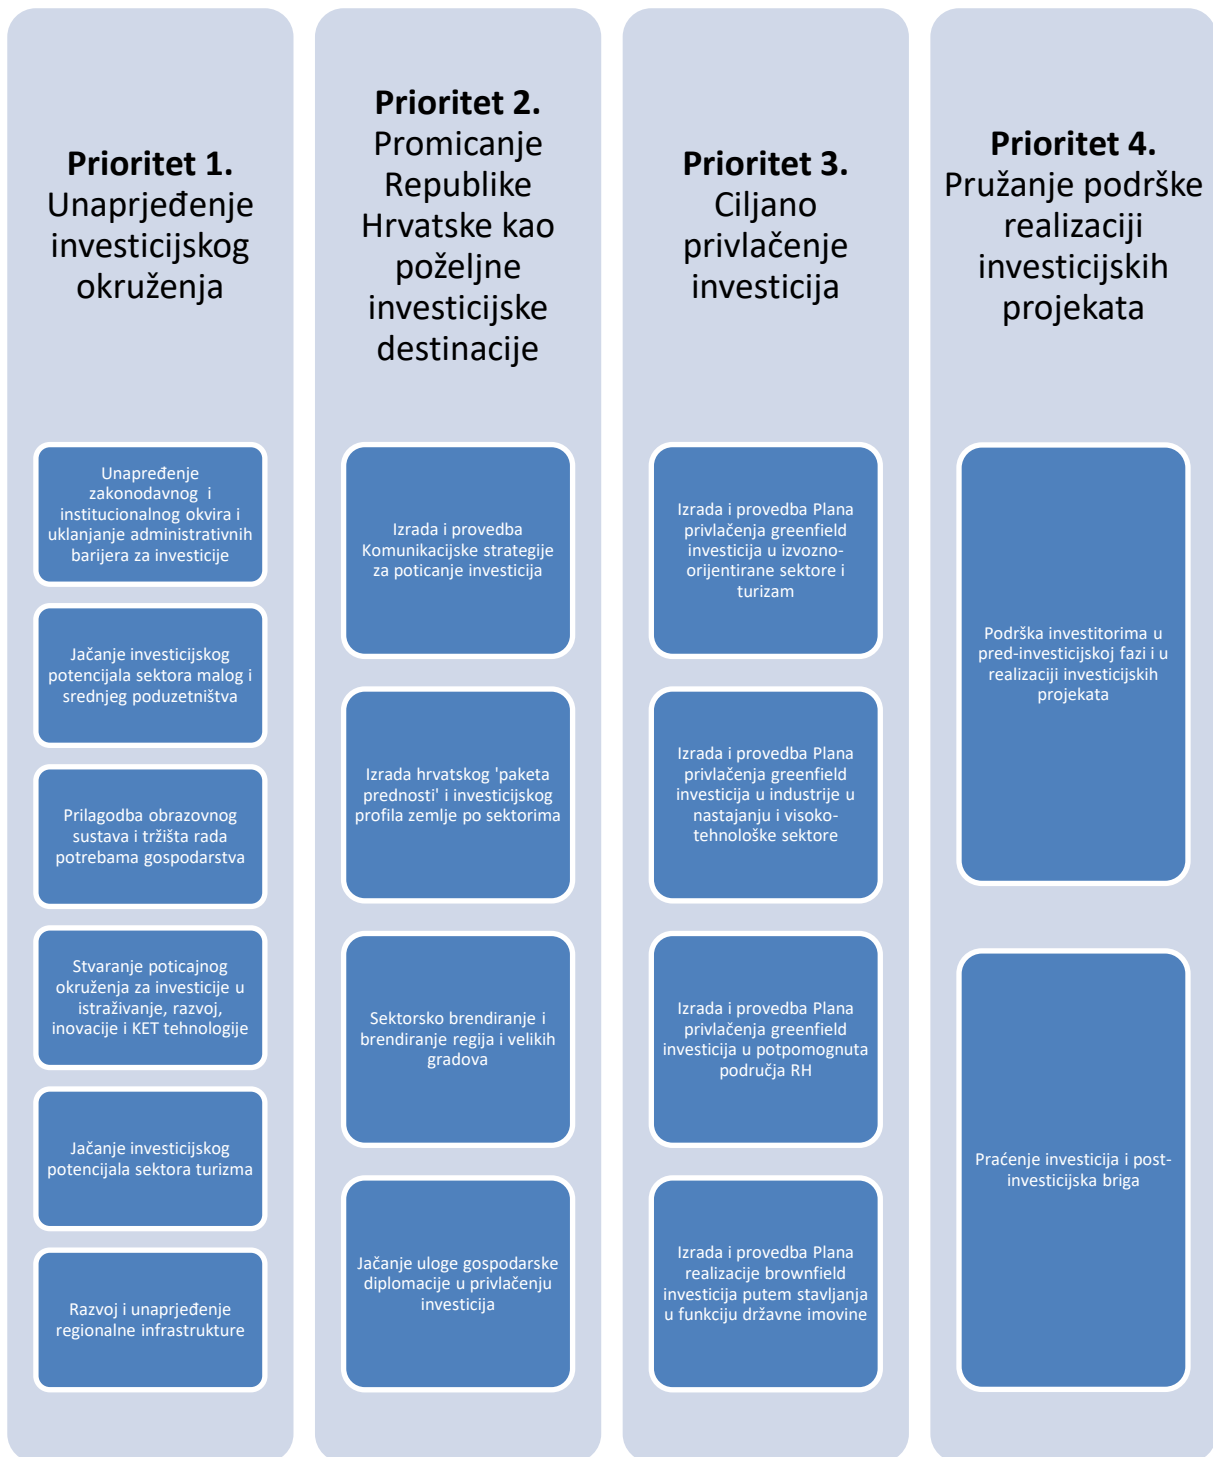 Prioritet 1.
Unaprjeđenje
investicijskog
okruženja
Unapređenje
zakonodavnog i
institucionalnog okvira i
uklanjanje administrativnih
barijera za investicije
Jačanje investicijskog
potencijala sektora malog i
srednjeg poduzetništva
Prilagodba obrazovnog
sustava i tržišta rada
potrebama gospodarstva
Stvaranje poticajnog
okruženja za investicije u
istraživanje, razvoj,
inovacije i KET tehnologije
Jačanje investicijskog
potencijala sektora turizma
Razvoj i unaprjeđenje
regionalne infrastrukture
Prioritet 2.
Promicanje
Republike
Hrvatske kao
poželjne
investicijske
destinacije
Izrada i provedba
Komunikacijske strategije
za poticanje investicija
Izrada hrvatskog 'paketa
prednosti' i investicijskog
profila zemlje po sektorima
Sektorsko brendiranje i
brendiranje regija i velikih
gradova
Jačanje uloge gospodarske
diplomacije u privlačenju
investicija
Prioritet 3.
Ciljano
privlačenje
investicija
Izrada i provedba Plana
privlačenja greenfield
investicija u izvozno-
orijentirane sektore i
turizam
Izrada i provedba Plana
privlačenja greenfield
investicija u industrije u
nastajanju i visoko-
tehnološke sektore
Izrada i provedba Plana
privlačenja greenfield
investicija u potpomognuta
područja RH
Izrada i provedba Plana
realizacije brownfield
investicija putem stavljanja
u funkciju državne imovine
Prioritet 4.
Pružanje podrške
realizaciji
investicijskih
projekata
Podrška investitorima u
pred-investicijskoj fazi i u
realizaciji investicijskih
projekata
Praćenje investicija i post-
investicijska briga